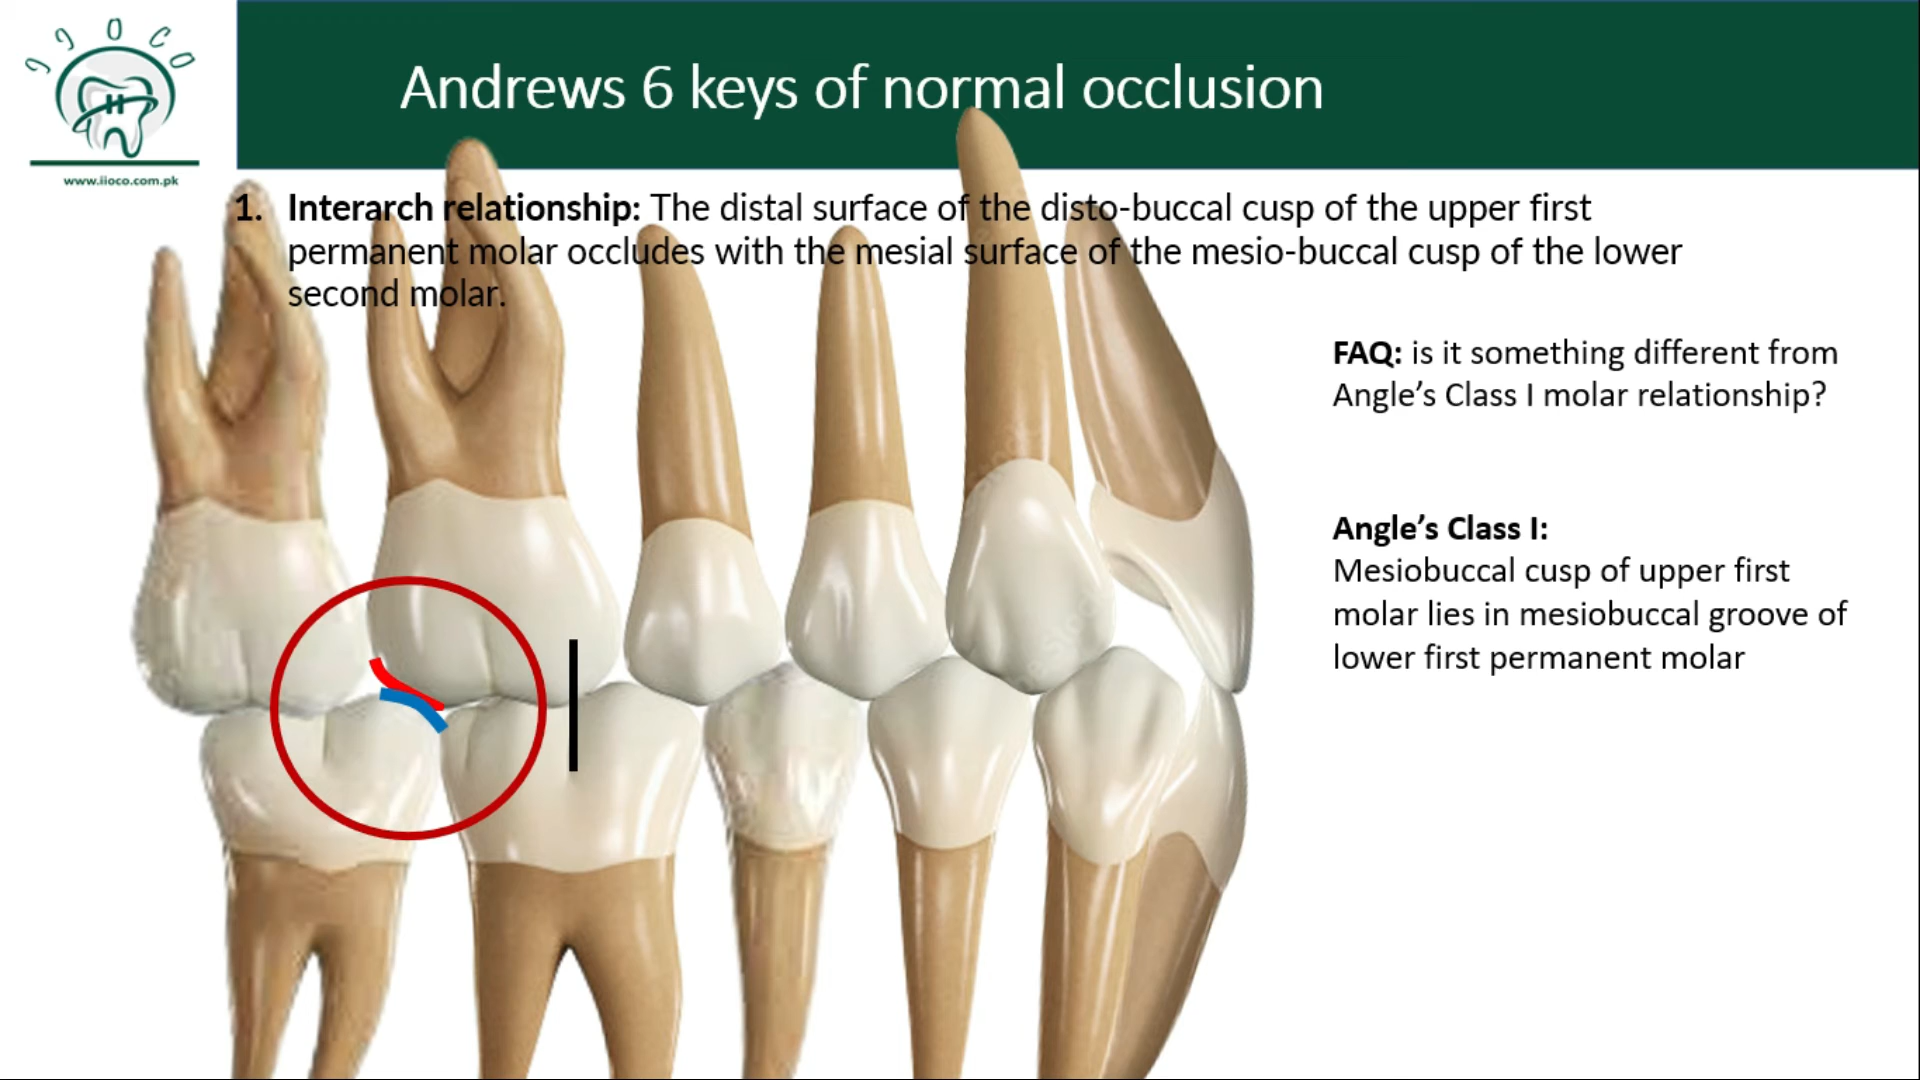 I I O C O
Andrews 6 keys of normal occlusion
www.iioco.com.pk
1. Interarch relationship: The distal surface of the disto-buccal cusp of the upper first
permanent molar occludes with the mesial surface of the mesio-buccal cusp of the lower
second molar.
FAQ: is it something different from
Angle's Class I molar relationship?
Angle's Class I:
Mesiobuccal cusp of upper first
molar lies in mesiobuccal groove of
lower first permanent molar